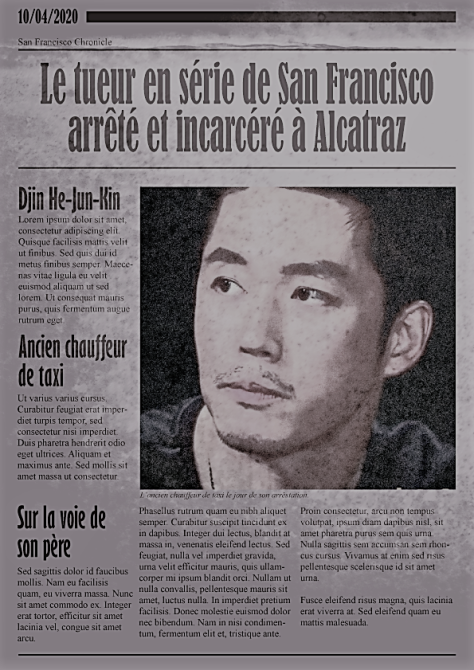 10/04/2020
San Francisco Chronicle
Le tueur en série de San Francisco
arrêté et incarcéré à Alcatraz
Djin He-Jun-Kin
Lorem ipsum dolor sit amet,
consectetur adipiscing elit.
Quisque facilisis mattis velit
ut finibus. Sed quis dui id
metus finibus semper. Maece-
nas vitae ligula eu velit
euismod aliquam ut sed
lorem. Ut consequat mauris
purus, quis fermentum augue
rutrum eget.
Ancien chauffeur
de taxi
Ut varius varius cursus.
Curabitur feugiat erat imper-
diet turpis tempor, sed
consectetur nisi imperdiet.
Duis pharetra hendrerit odio
eget ultrices. Aliquam et
maximus ante. Sed mollis sit
amet massa ut consectetur
L'ancien chauffeur de taxi le jour de son arrestation
Sur la voie de
son père
Sed sagittis dolor id faucibus
mollis. Nam eu facilisis
quam, eu viverra massa. Nunc
sit amet commodo ex. Integer
erat tortor, efficitur sit amet
lacinia vel, congue sit amet
arcu.
Phasellus rutrum quam eu nibh aliquet
semper. Curabitur suscipit tincidunt ex
in dapibus. Integer dui lectus, blandit at
massa in, venenatis eleifend lectus. Sed
feugiat, nulla vel imperdiet gravida,
urna velit efficitur mauris, quis ullam-
corper mi ipsum blandit orci. Nullam ut
nulla convallis, pellentesque mauris sit
amet, luctus nulla. In imperdiet pretium
facilisis. Donec molestie euismod dolor
nec bibendum. Nam in nisi condimen-
tum, fermentum elit et, tristique ante.
Proin consectetur, arcu non tempus
volutpat, ipsum diam dapibus nisl, sit
amet pharetra purus sem quis urna.
Nulla sagittis sem accumsan sem rhon-
cus cursus. Vivamus at enim sed risus
pellentesque scelerisque id sit amet
urna.
Fusce eleifend risus magna, quis lacinia
erat viverra at. Sed eleifend quam eu
mattis malesuada.